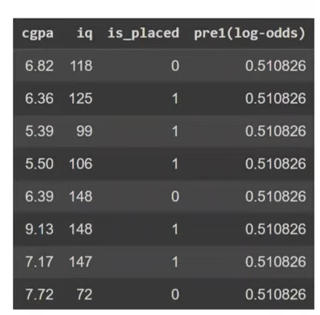 cgpa iq is_placed pre1(log-odds)
6.82 118 0 0.510826
6.36 125 1 0.510826
5.39 99 1 0.510826
5.50 106 1 0.510826
6.39 148 0 0.510826
9.13 148 1 0.510826
7.17 147 1 0.510826
7.72 72 0 0.510826